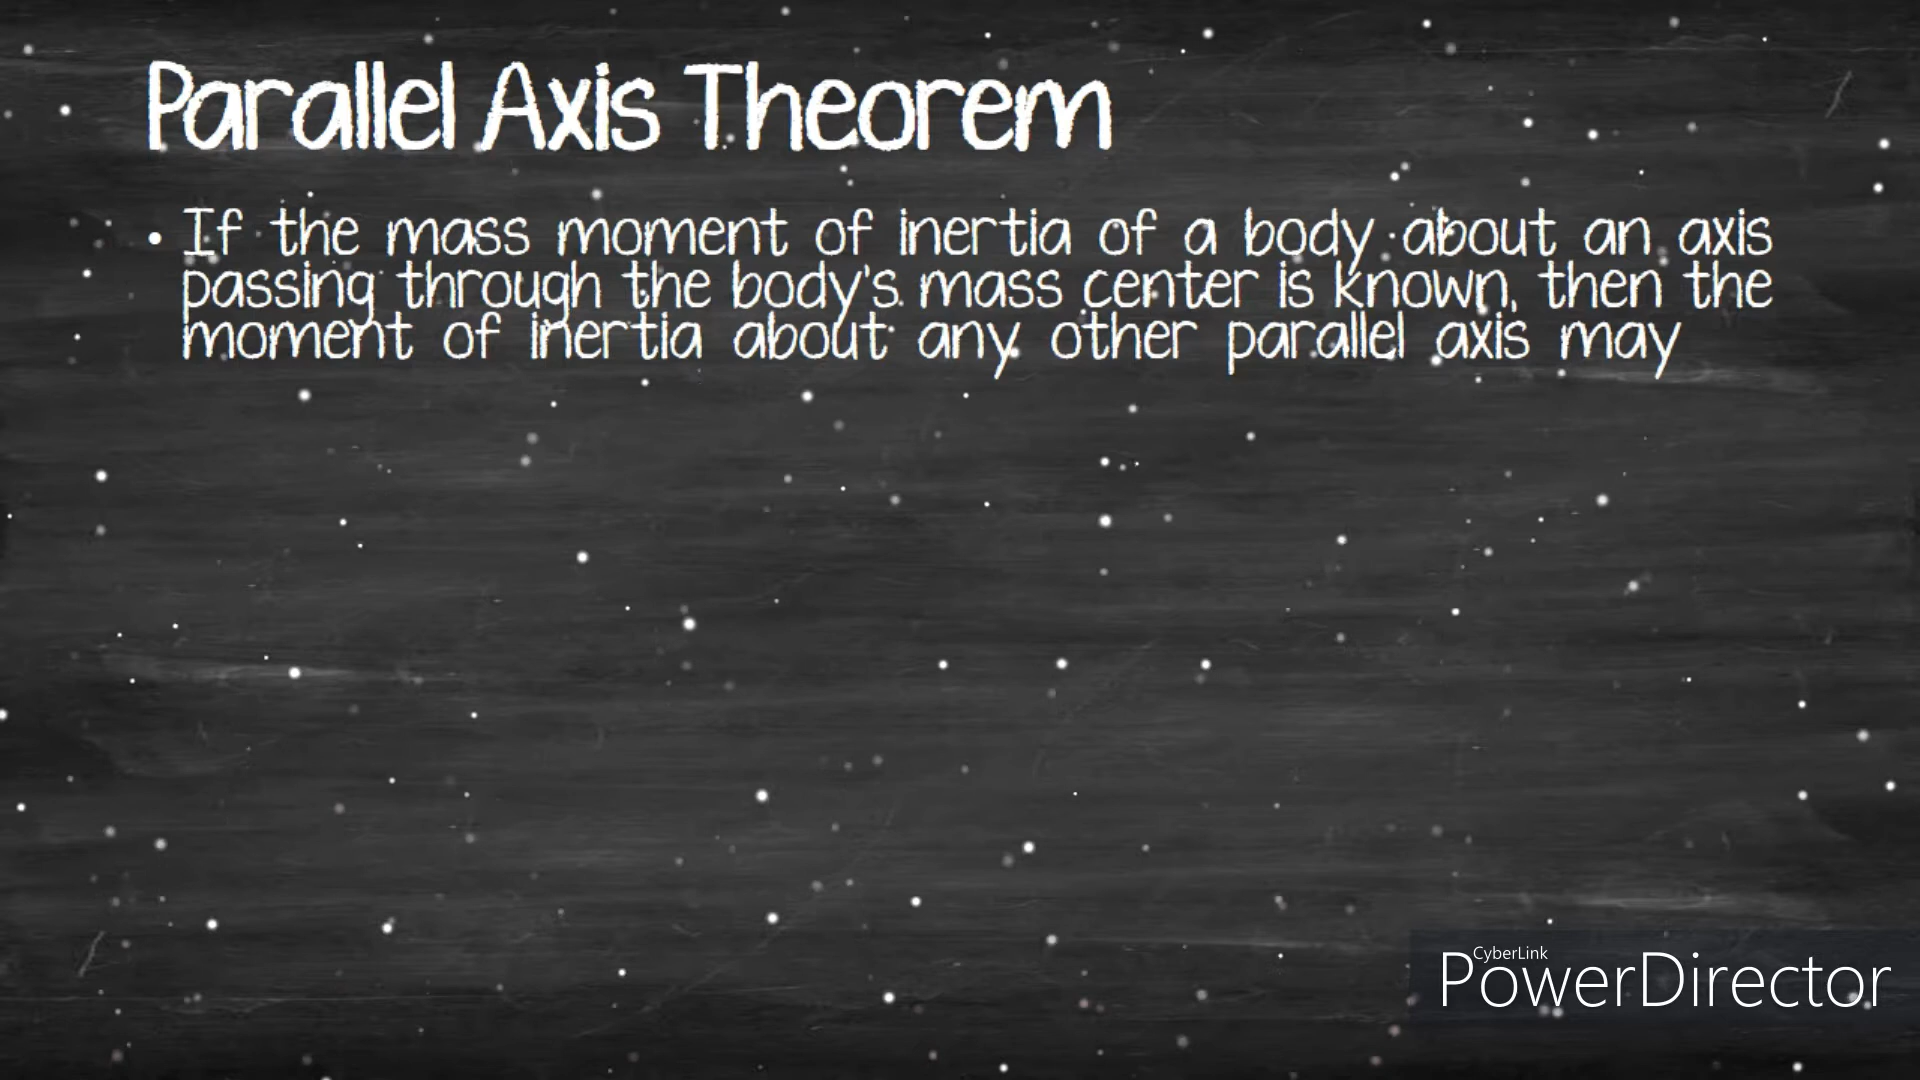 Parallel Axis Theorem
• If the mass moment of inertia of a body about an axis
passing through the body's mass center is known, then the
moment of inertia about any other parallel axis may
CyberLink
PowerDirector